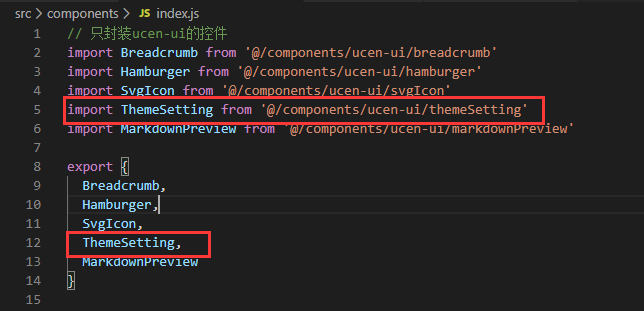 src > components > JS index.js
1 // 只封装ucen-ui的控件
2 import Breadcrumb from '@/components/ucen-ui/breadcrumb'
3 import Hamburger from '@/components/ucen-ui/hamburger'
4 import SvgIcon from '@/components/ucen-ui/svgIcon'
5 import ThemeSetting from '@/components/ucen-ui/themeSetting'
6 import MarkdownPreview from '@/components/ucen-ui/markdownPreview'
7
8 export {
9 Breadcrumb,
10 Hamburger,
11 SvgIcon,
12 ThemeSetting,
13 MarkdownPreview
14 }
15